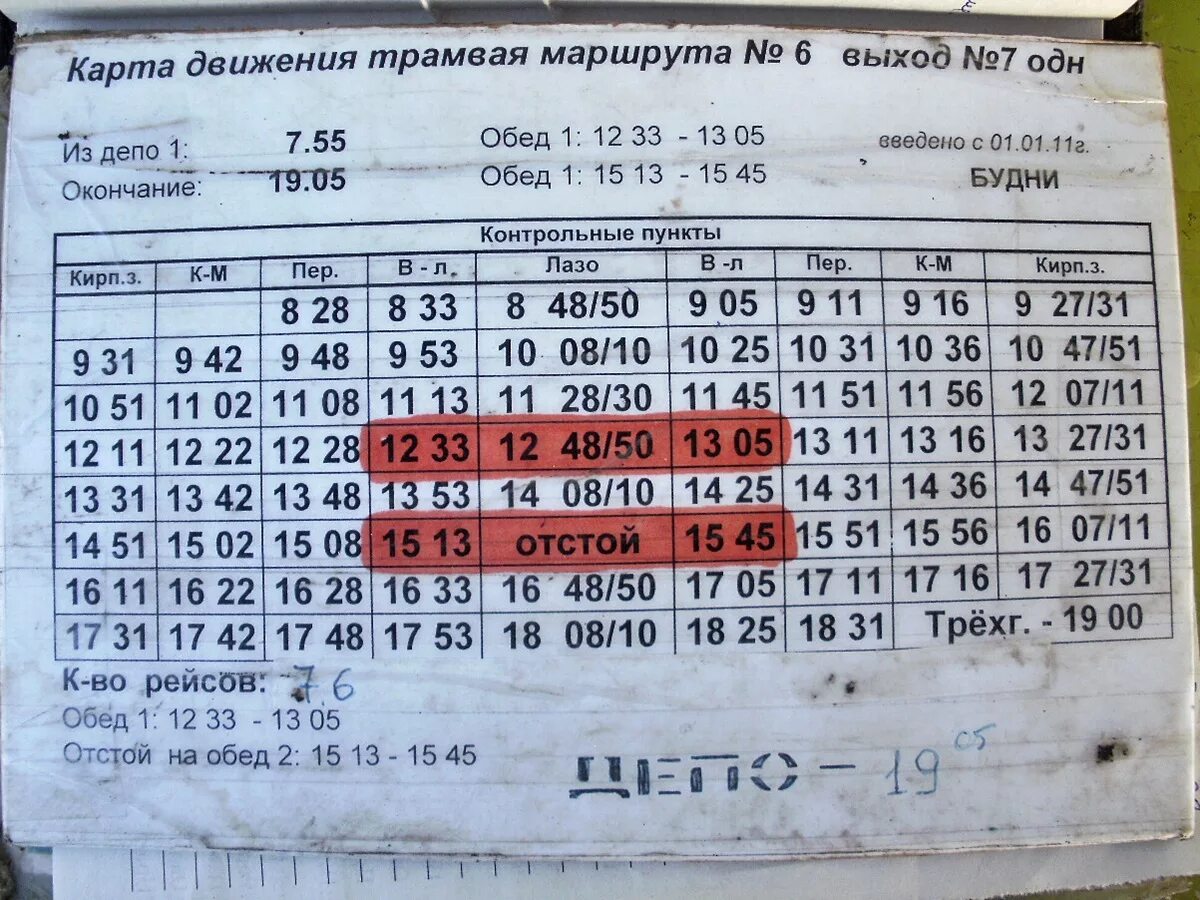 Карта движения трамвая маршрута № 6 выход №7 одн
Из депо 1: 7.55 Обед 1: 12 33 - 13 05 введено с 01.01.11г.
Окончание: 19.05 Обед 1: 15 13 - 15 45 БУДНИ
Контрольные пункты
Кирп.з. К-М Пер. В - л. Лазо В -л Пер. К-М Кирп.з.
8 28 8 33 8 48/50 9 05 9 11 9 16 9 27/31
9 31 9 42 9 48 9 53 10 08/10 10 25 10 31 10 36 10 47/51
10 51 11 02 11 08 11 13 11 28/30 11 45 11 51 11 56 12 07/11
12 11 12 22 12 28 12 33 12 48/50 13 05 13 11 13 16 13 27/31
13 31 13 42 13 48 13 53 14 08/10 14 25 14 31 14 36 14 47/51
14 51 15 02 15 08 15 13 отстой 15 45 15 51 15 56 16 07/11
16 11 16 22 16 28 16 33 16 48/50 17 05 17 11 17 16 17 27/31
17 31 17 42 17 48 17 53 18 08/10 18 25 18 31 Трёхг. - 19 00
К-во рейсов: 7 6
Обед 1: 12 33 - 13 05
Отстой на обед 2: 15 13 - 15 45
ДЕПО - 19 05